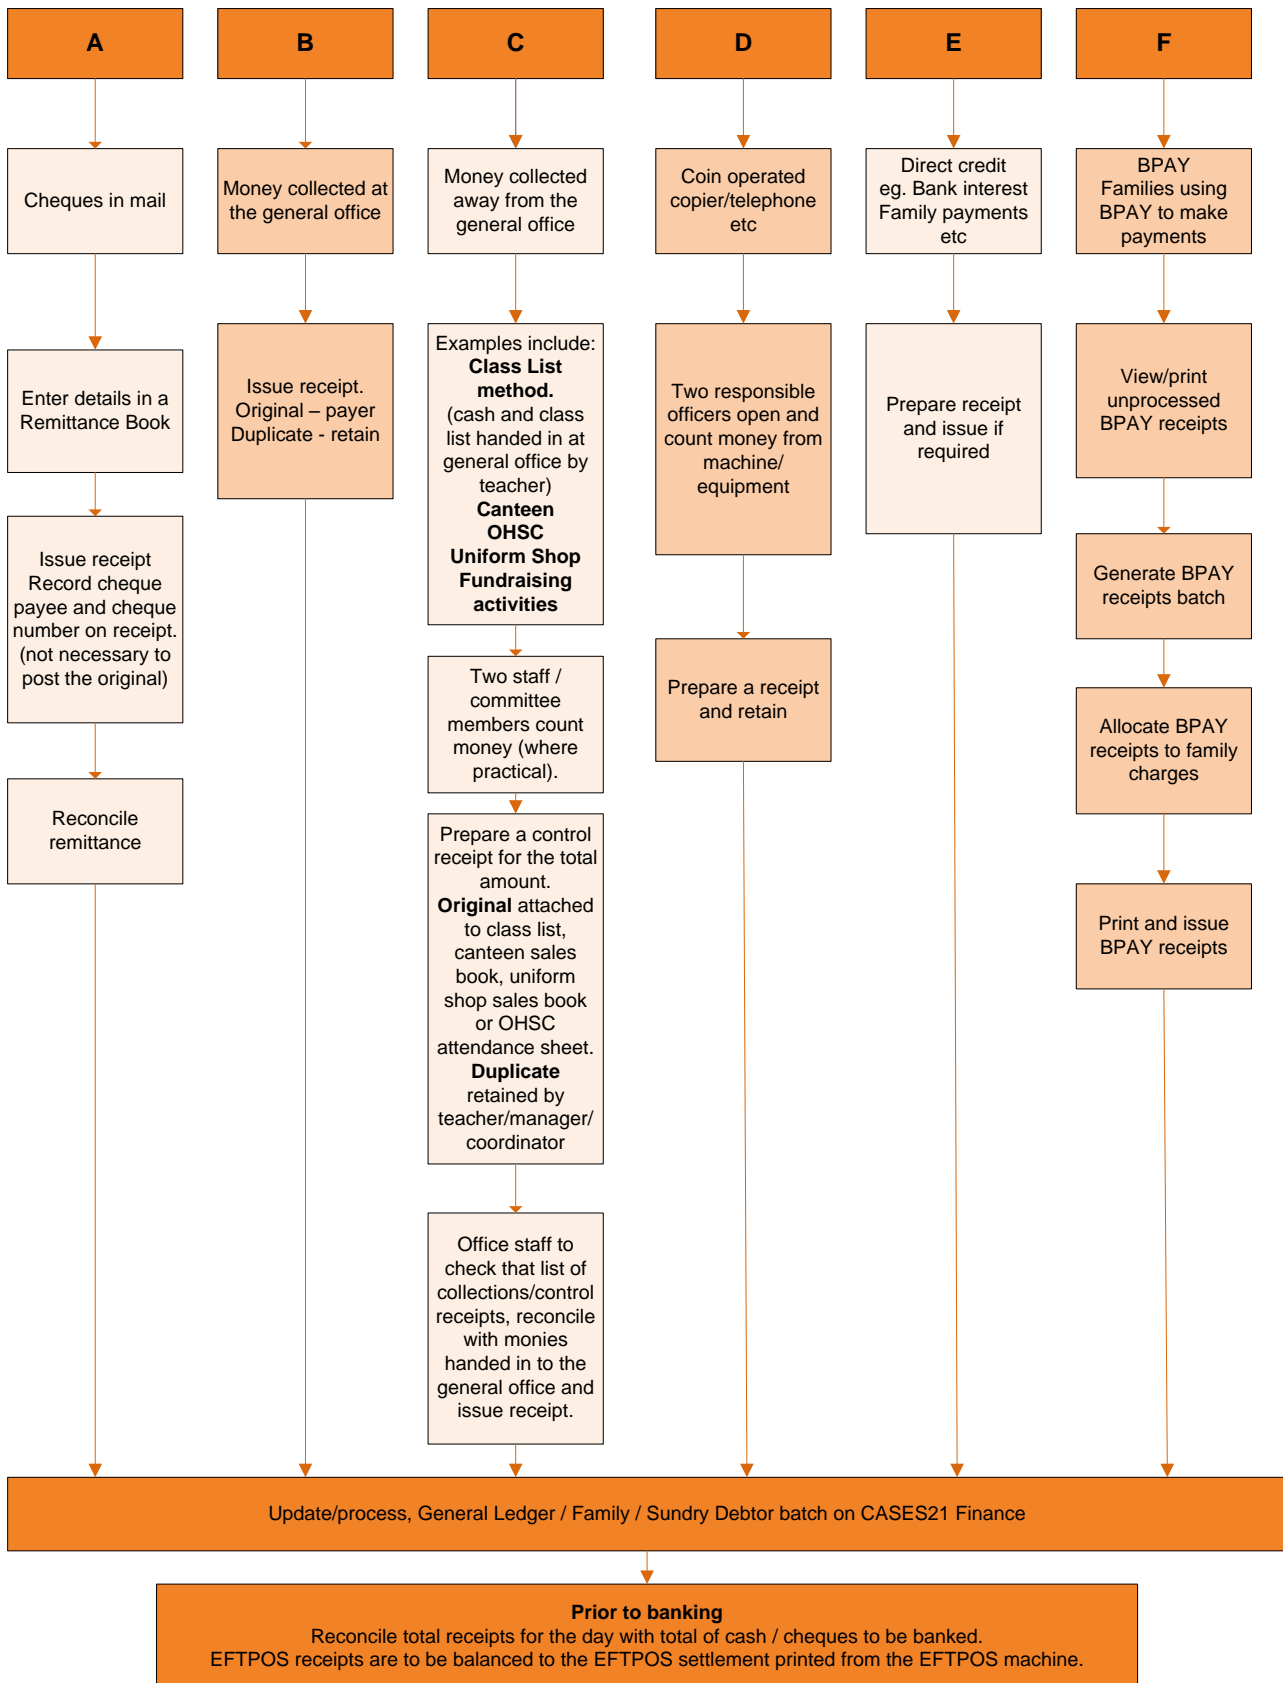 A
B
C
D
E
F
Cheques in mail
Money collected at
the general office
Money collected
away from the
general office
Coin operated
copier/telephone
etc
Direct credit
eg. Bank interest
Family payments
etc
BPAY
Families using
BPAY to make
payments
Enter details in a
Remittance Book
Issue receipt.
Original – payer
Duplicate - retain
Examples include:
Class List
method.
(cash and class
list handed in at
general office by
teacher)
Canteen
OHSC
Uniform Shop
Fundraising
activities
Two responsible
officers open and
count money from
machine/
equipment
Prepare receipt
and issue if
required
View/print
unprocessed
BPAY receipts
Issue receipt
Record cheque
payee and cheque
number on receipt.
(not necessary to
post the original)
Generate BPAY
receipts batch
Two staff /
committee
members count
money (where
practical).
Prepare a receipt
and retain
Allocate BPAY
receipts to family
charges
Reconcile
remittance
Prepare a control
receipt for the total
amount.
Original attached
to class list,
canteen sales
book, uniform
shop sales book
or OHSC
attendance sheet.
Duplicate
retained by
teacher/manager/
coordinator
Print and issue
BPAY receipts
Office staff to
check that list of
collections/control
receipts, reconcile
with monies
handed in to the
general office and
issue receipt.
Update/process, General Ledger / Family / Sundry Debtor batch on CASES21 Finance
Prior to banking
Reconcile total receipts for the day with total of cash / cheques to be banked.
EFTPOS receipts are to be balanced to the EFTPOS settlement printed from the EFTPOS machine.